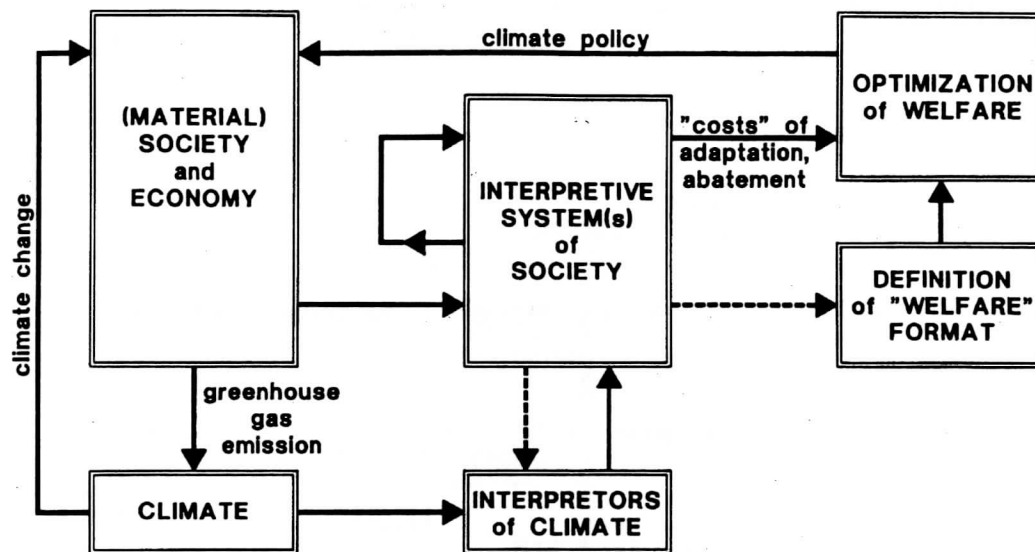 climate policy
(MATERIAL)
SOCIETY
and
ECONOMY
OPTIMIZATION
of WELFARE
"costs" of
adaptation,
abatement
INTERPRETIVE
SYSTEM(s)
of
SOCIETY
climate change
DEFINITION
of "WELFARE"
FORMAT
greenhouse
gas
emission
CLIMATE
INTERPRETORS
of CLIMATE